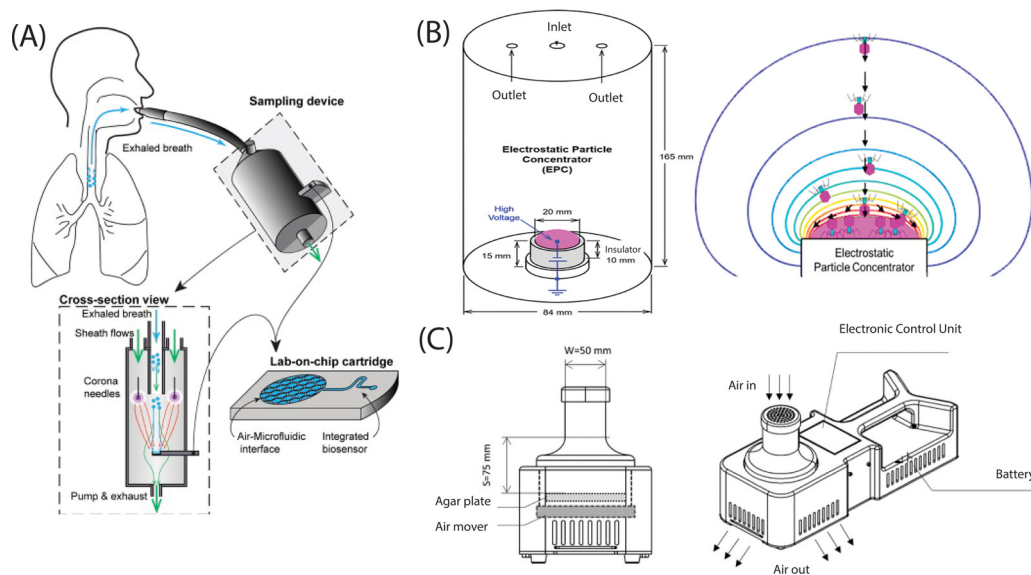 (A)
Sampling device
Exhaled breath
Cross-section view
Exhaled breath
Sheath flows
Corona
needles
Pump & exhaust
Lab-on-chip cartridge
Air-Microfluidic
interface
Integrated
biosensor
(B)
Inlet
Outlet
Outlet
165 mm
Electrostatic Particle
Concentrator
(EPC)
High
Voltage
20 mm
15 mm
Insulator
10 mm
84 mm
Electrostatic
Particle Concentrator
(C)
W=50 mm
S=75 mm
Agar plate
Air mover
Electronic Control Unit
Air in
Battery
Air out